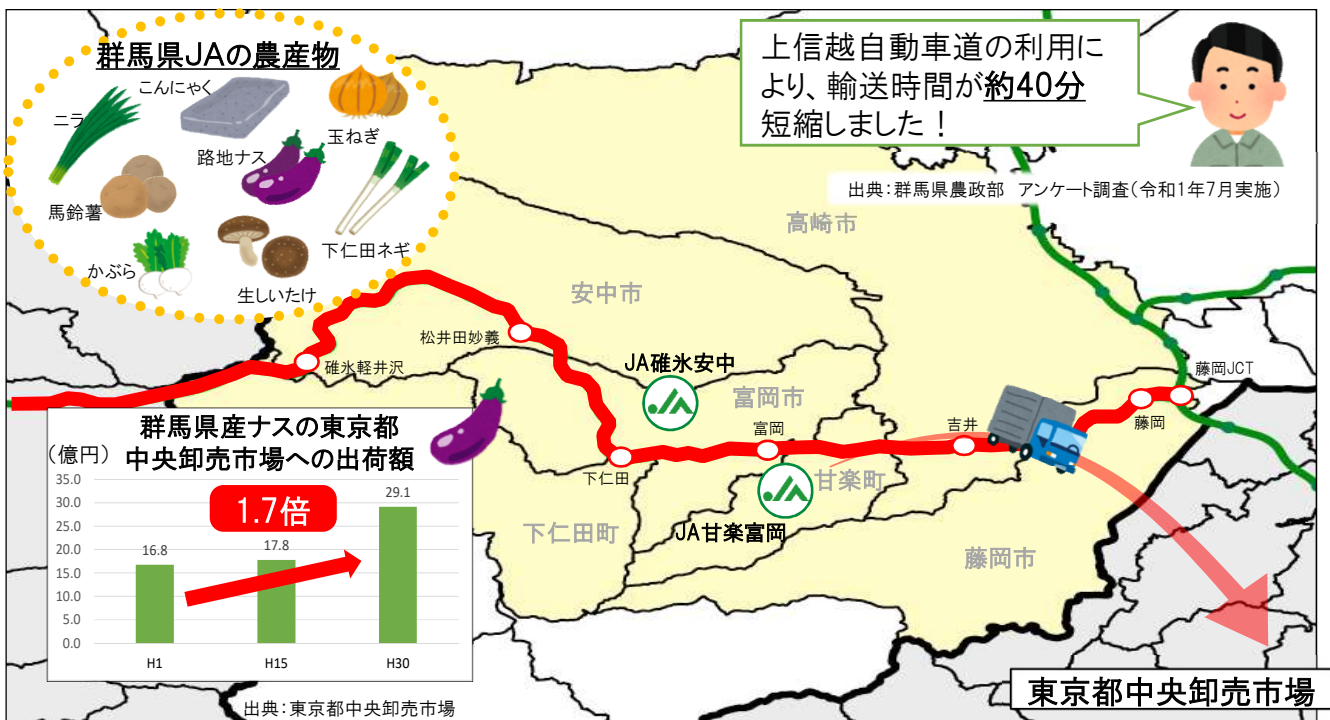 群馬県JAの農産物
こんにゃく
ニラ
玉ねぎ
路地ナス
馬鈴薯
下仁田ネギ
かぶら
生しいたけ
上信越自動車道の利用に
より、輸送時間が約40分
短縮しました！
出典：群馬県農政部　アンケート調査（令和1年7月実施）
高崎市
安中市
松井田妙義
碓氷軽井沢
JA碓氷安中
藤岡JCT
富岡市
藤岡
富岡
吉井
下仁田
甘楽町
JA甘楽富岡
下仁田町
藤岡市
群馬県産ナスの東京都
中央卸売市場への出荷額
（億円）
1.7倍
35.0
30.0
25.0
20.0
15.0
10.0
5.0
0.0
16.8
17.8
29.1
H1
H15
H30
出典：東京都中央卸売市場
東京都中央卸売市場